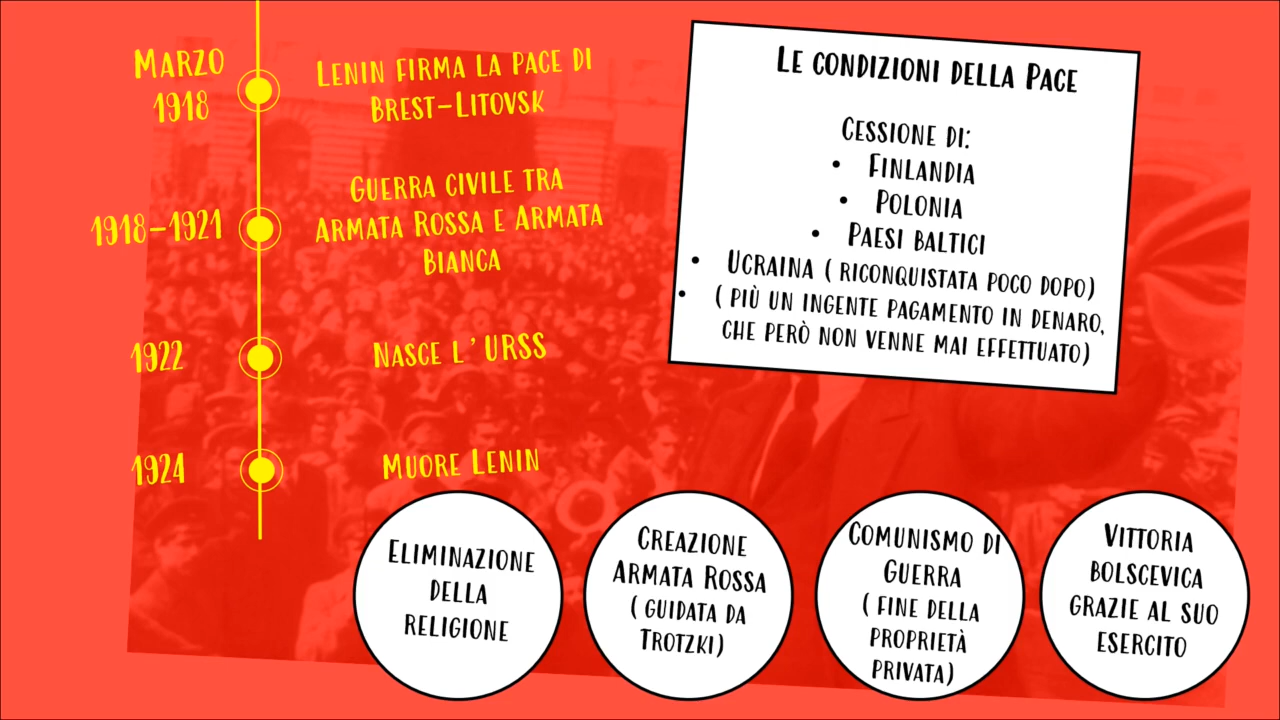 Marzo
1918
Lenin firma la pace di
Brest-Litovsk
1918-1921
Guerra civile tra
Armata Rossa e Armata
Bianca
1922
Nasce l'URSS
1924
Muore Lenin
Le condizioni della Pace
Cessione di:
• Finlandia
• Polonia
• Paesi baltici
• Ucraina ( riconquistata poco dopo)
• ( più un ingente pagamento in denaro,
che però non venne mai effettuato)
Eliminazione
della
religione
Creazione
Armata Rossa
( guidata da
Trotzki)
Comunismo di
Guerra
( fine della
proprietà
privata)
Vittoria
bolscevica
grazie al suo
esercito